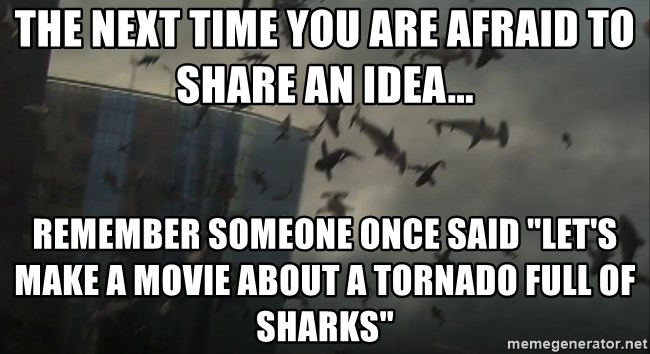 THE NEXT TIME YOU ARE AFRAID TO
SHARE AN IDEA...
REMEMBER SOMEONE ONCE SAID "LET'S
MAKE A MOVIE ABOUT A TORNADO FULL OF
SHARKS"
memegenerator.net